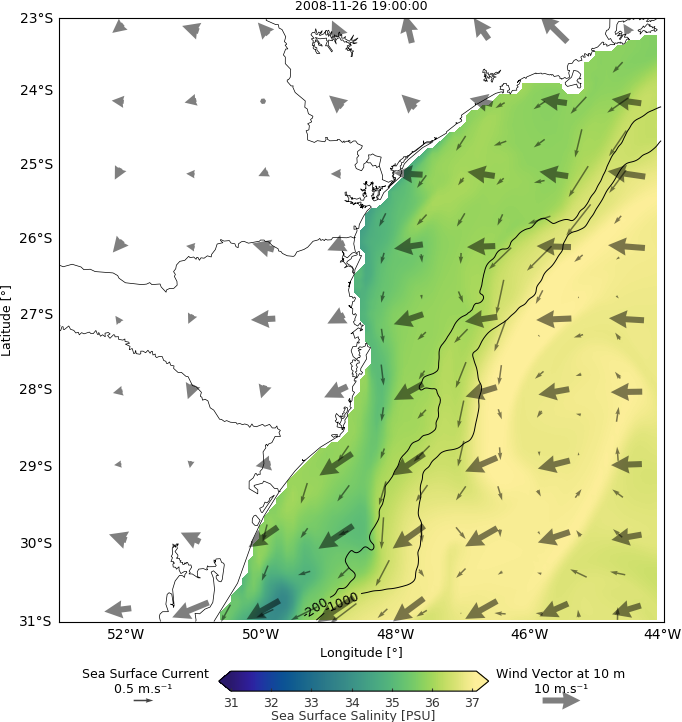 2008-11-26 19:00:00
23°S
24°S
25°S
26°S
27°S
28°S
29°S
30°S
31°S
Latitude [°]
-200
-1000
52°W 50°W 48°W 46°W 44°W
Longitude [°]
Sea Surface Current
0.5 m.s⁻¹
Wind Vector at 10 m
10 m.s⁻¹
31 32 33 34 35 36 37
Sea Surface Salinity [PSU]